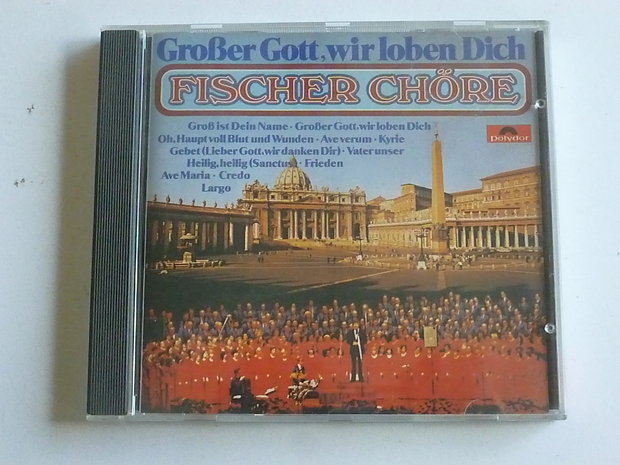 Großer Gott, wir loben Dich
FISCHER CHÖRE
Groß ist Dein Name · Großer Gott, wir loben Dich
Oh, Haupt voll Blut und Wunden · Ave verum · Kyrie
Gebet (Lieber Gott, wir danken Dir) · Vater unser
Heilig, heilig (Sanctus) · Frieden
Ave Maria · Credo
Largo
Polydor